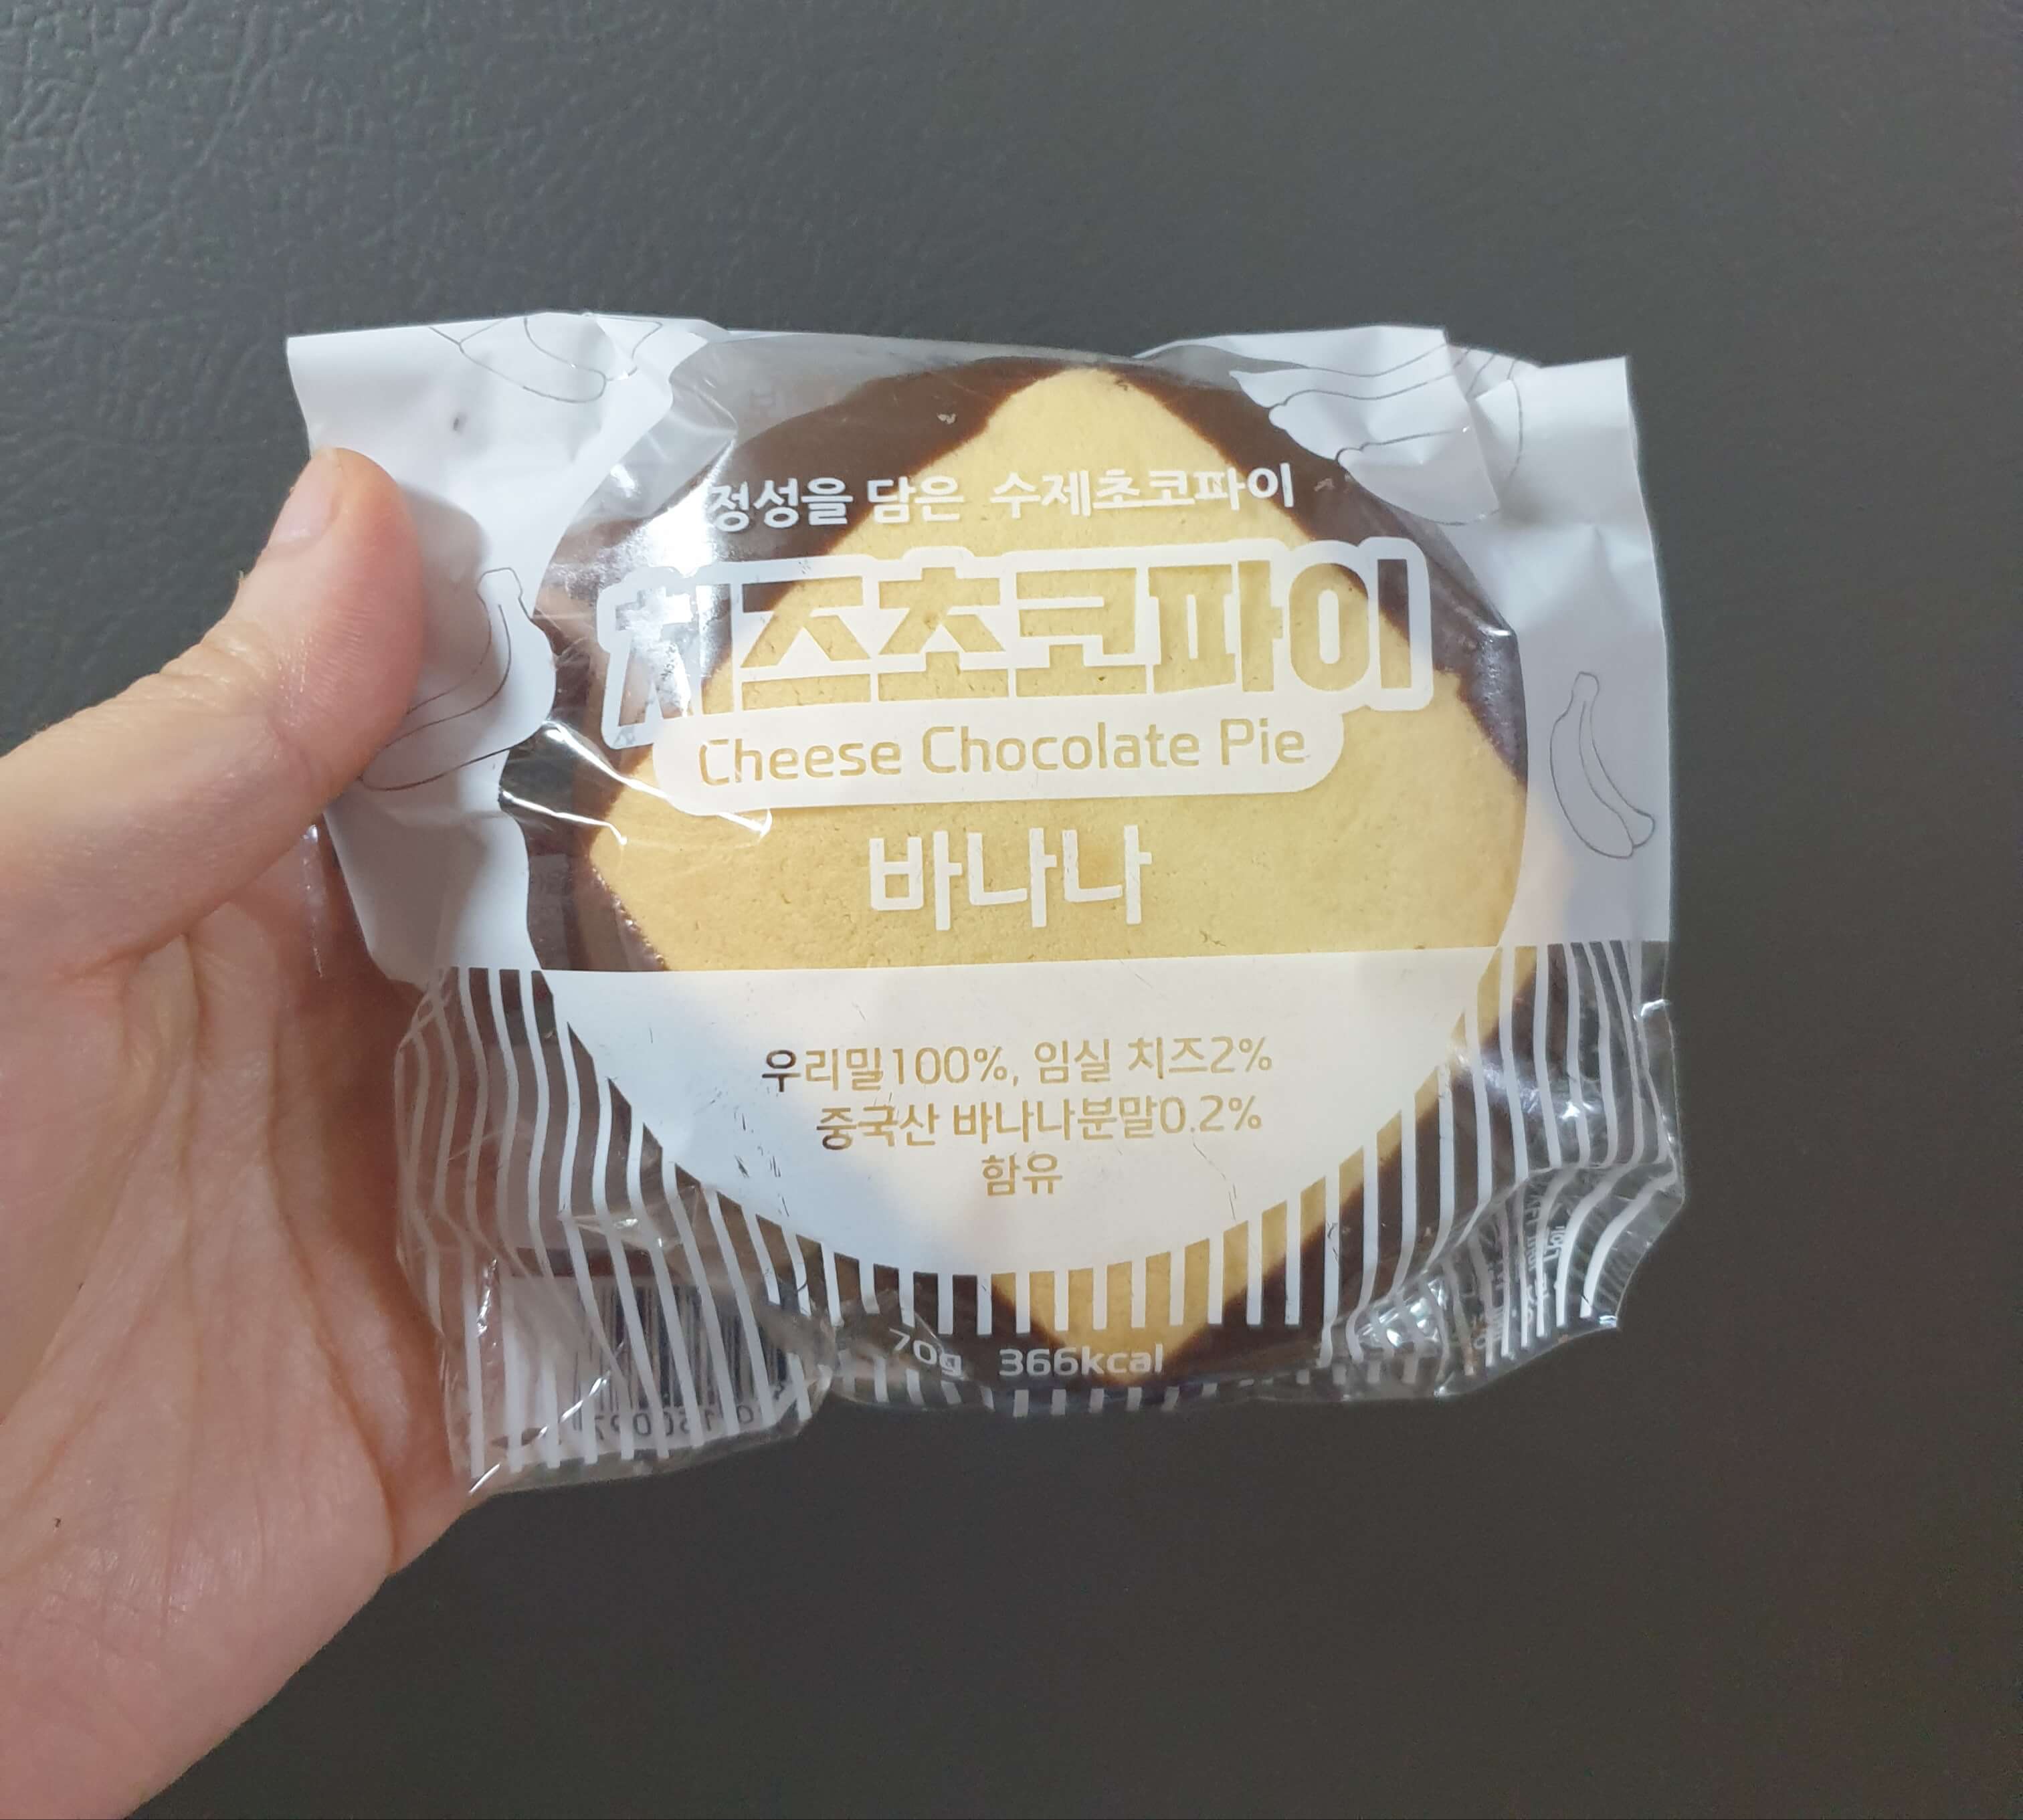 정성을 담은 수제초코파이
치즈초코파이
Cheese Chocolate Pie
바나나
우리밀100%, 임실 치즈2%
중국산 바나나분말0.2%
함유
70g 366kcal